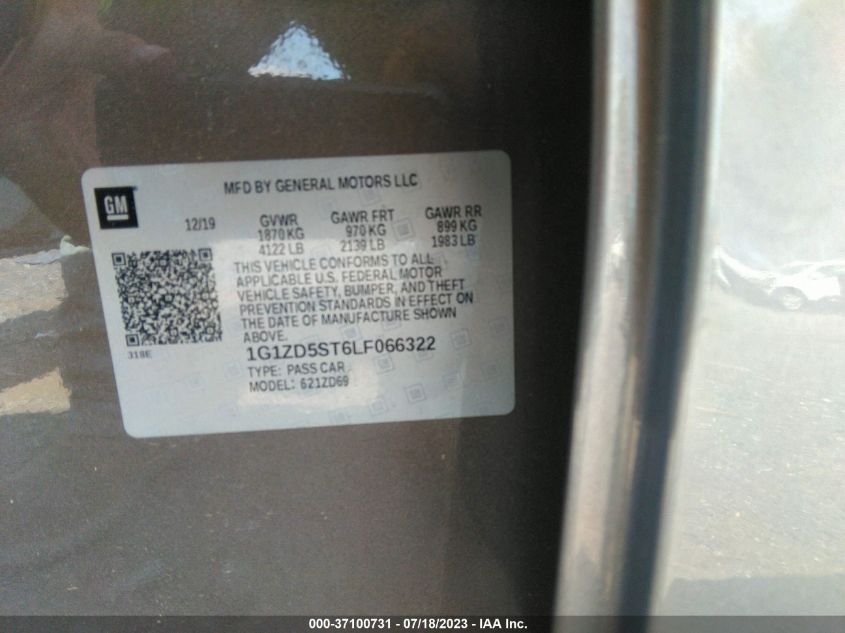 GM
MFD BY GENERAL MOTORS LLC
12/19
GVWR GAWR FRT GAWR RR
1870 KG 970 KG 899 KG
4122 LB 2139 LB 1983 LB
THIS VEHICLE CONFORMS TO ALL
APPLICABLE U.S. FEDERAL MOTOR
VEHICLE SAFETY, BUMPER, AND THEFT
PREVENTION STANDARDS IN EFFECT ON
THE DATE OF MANUFACTURE SHOWN
ABOVE.
318E
1G1ZD5ST6LF066322
TYPE: PASS CAR
MODEL: 621ZD69
000-37100731 - 07/18/2023 - IAA Inc.